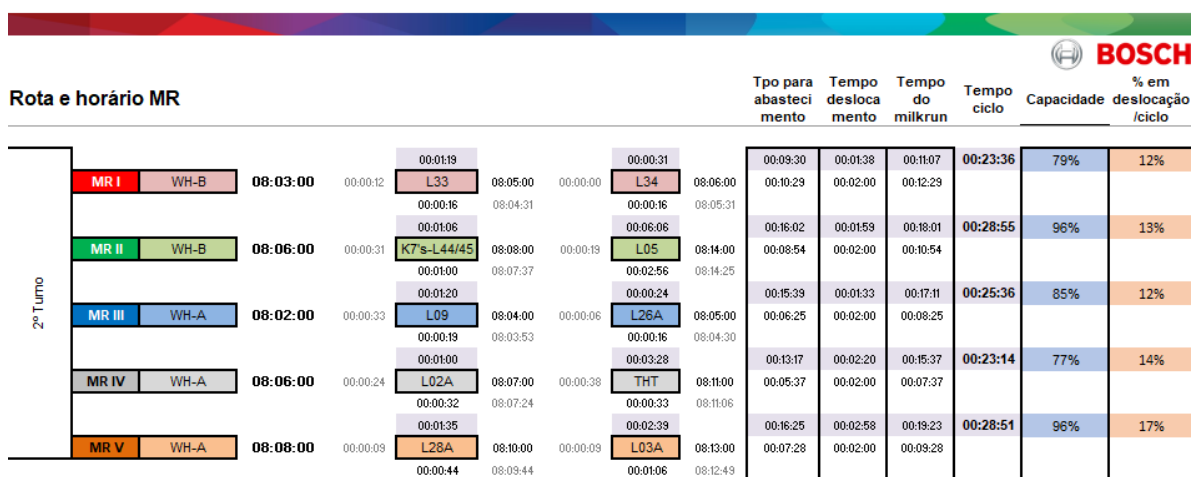 BOSCH
Rota e horário MR
Tpo para abasteci mento
Tempo desloca mento
Tempo do milkrun
Tempo ciclo
Capacidade
% em deslocação /ciclo
2º Turno
00:01:19 00:00:31 00:09:30 00:01:38 00:11:07 00:23:36 79% 12%
MR I WH-B 08:03:00 00:00:12 L33 08:05:00 00:00:00 L34 08:06:00 00:10:29 00:02:00 00:12:29
00:00:16 08:04:31 00:00:16 08:05:31
00:01:06 00:06:06 00:16:02 00:01:59 00:18:01 00:28:55 96% 13%
MR II WH-B 08:06:00 00:00:31 K7's-L44/45 08:08:00 00:00:19 L05 08:14:00 00:08:54 00:02:00 00:10:54
00:01:00 08:07:37 00:02:56 08:14:25
00:01:20 00:00:24 00:15:39 00:01:33 00:17:11 00:25:36 85% 12%
MR III WH-A 08:02:00 00:00:33 L09 08:04:00 00:00:06 L26A 08:05:00 00:06:25 00:02:00 00:08:25
00:00:19 08:03:53 00:00:16 08:04:30
00:01:00 00:03:28 00:13:17 00:02:20 00:15:37 00:23:14 77% 14%
MR IV WH-A 08:06:00 00:00:24 L02A 08:07:00 00:00:38 THT 08:11:00 00:05:37 00:02:00 00:07:37
00:00:32 08:07:24 00:00:33 08:11:06
00:01:35 00:02:39 00:16:25 00:02:58 00:19:23 00:28:51 96% 17%
MR V WH-A 08:08:00 00:00:09 L28A 08:10:00 00:00:09 L03A 08:13:00 00:07:28 00:02:00 00:09:28
00:00:44 08:09:44 00:01:06 08:12:49